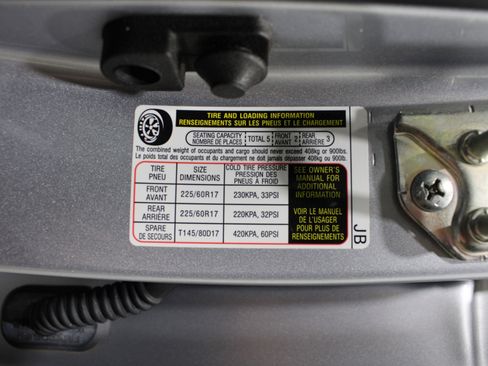 TIRE AND LOADING INFORMATION
RENSEIGNEMENTS SUR LES PNEUS ET LE CHARGEMENT
SEATING CAPACITY NOMBRE DE PLACES TOTAL 5 FRONT AVANT 2 REAR ARRIÈRE 3
The combined weight of occupants and cargo should never exceed 408kg or 900lbs.
Le poids total des occupants et du chargement ne doit jamais dépasser 408kg or 900lb.
TIRE PNEU SIZE DIMENSIONS COLD TIRE PRESSURE PRESSION DES PNEUS À FROID
FRONT AVANT 225/60R17 230KPA, 33PSI
REAR ARRIÈRE 225/60R17 220KPA, 32PSI
SPARE DE SECOURS T145/80D17 420KPA, 60PSI
SEE OWNER'S
MANUAL FOR
ADDITIONAL
INFORMATION
VOIR LE MANUEL
DE L'USAGER
POUR PLUS DE
RENSEIGNEMENTS
JB